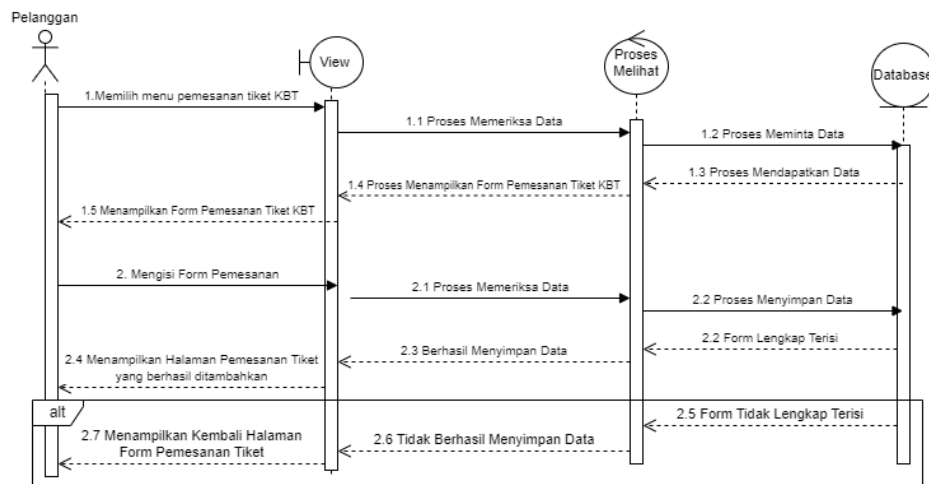 Pelanggan
View
Proses
Melihat
Database
1.Memilih menu pemesanan tiket KBT
1.1 Proses Memeriksa Data
1.2 Proses Meminta Data
1.3 Proses Mendapatkan Data
1.4 Proses Menampilkan Form Pemesanan Tiket KBT
1.5 Menampilkan Form Pemesanan Tiket KBT
2. Mengisi Form Pemesanan
2.1 Proses Memeriksa Data
2.2 Proses Menyimpan Data
2.2 Form Lengkap Terisi
2.3 Berhasil Menyimpan Data
2.4 Menampilkan Halaman Pemesanan Tiket
yang berhasil ditambahkan
alt
2.5 Form Tidak Lengkap Terisi
2.6 Tidak Berhasil Menyimpan Data
2.7 Menampilkan Kembali Halaman
Form Pemesanan Tiket